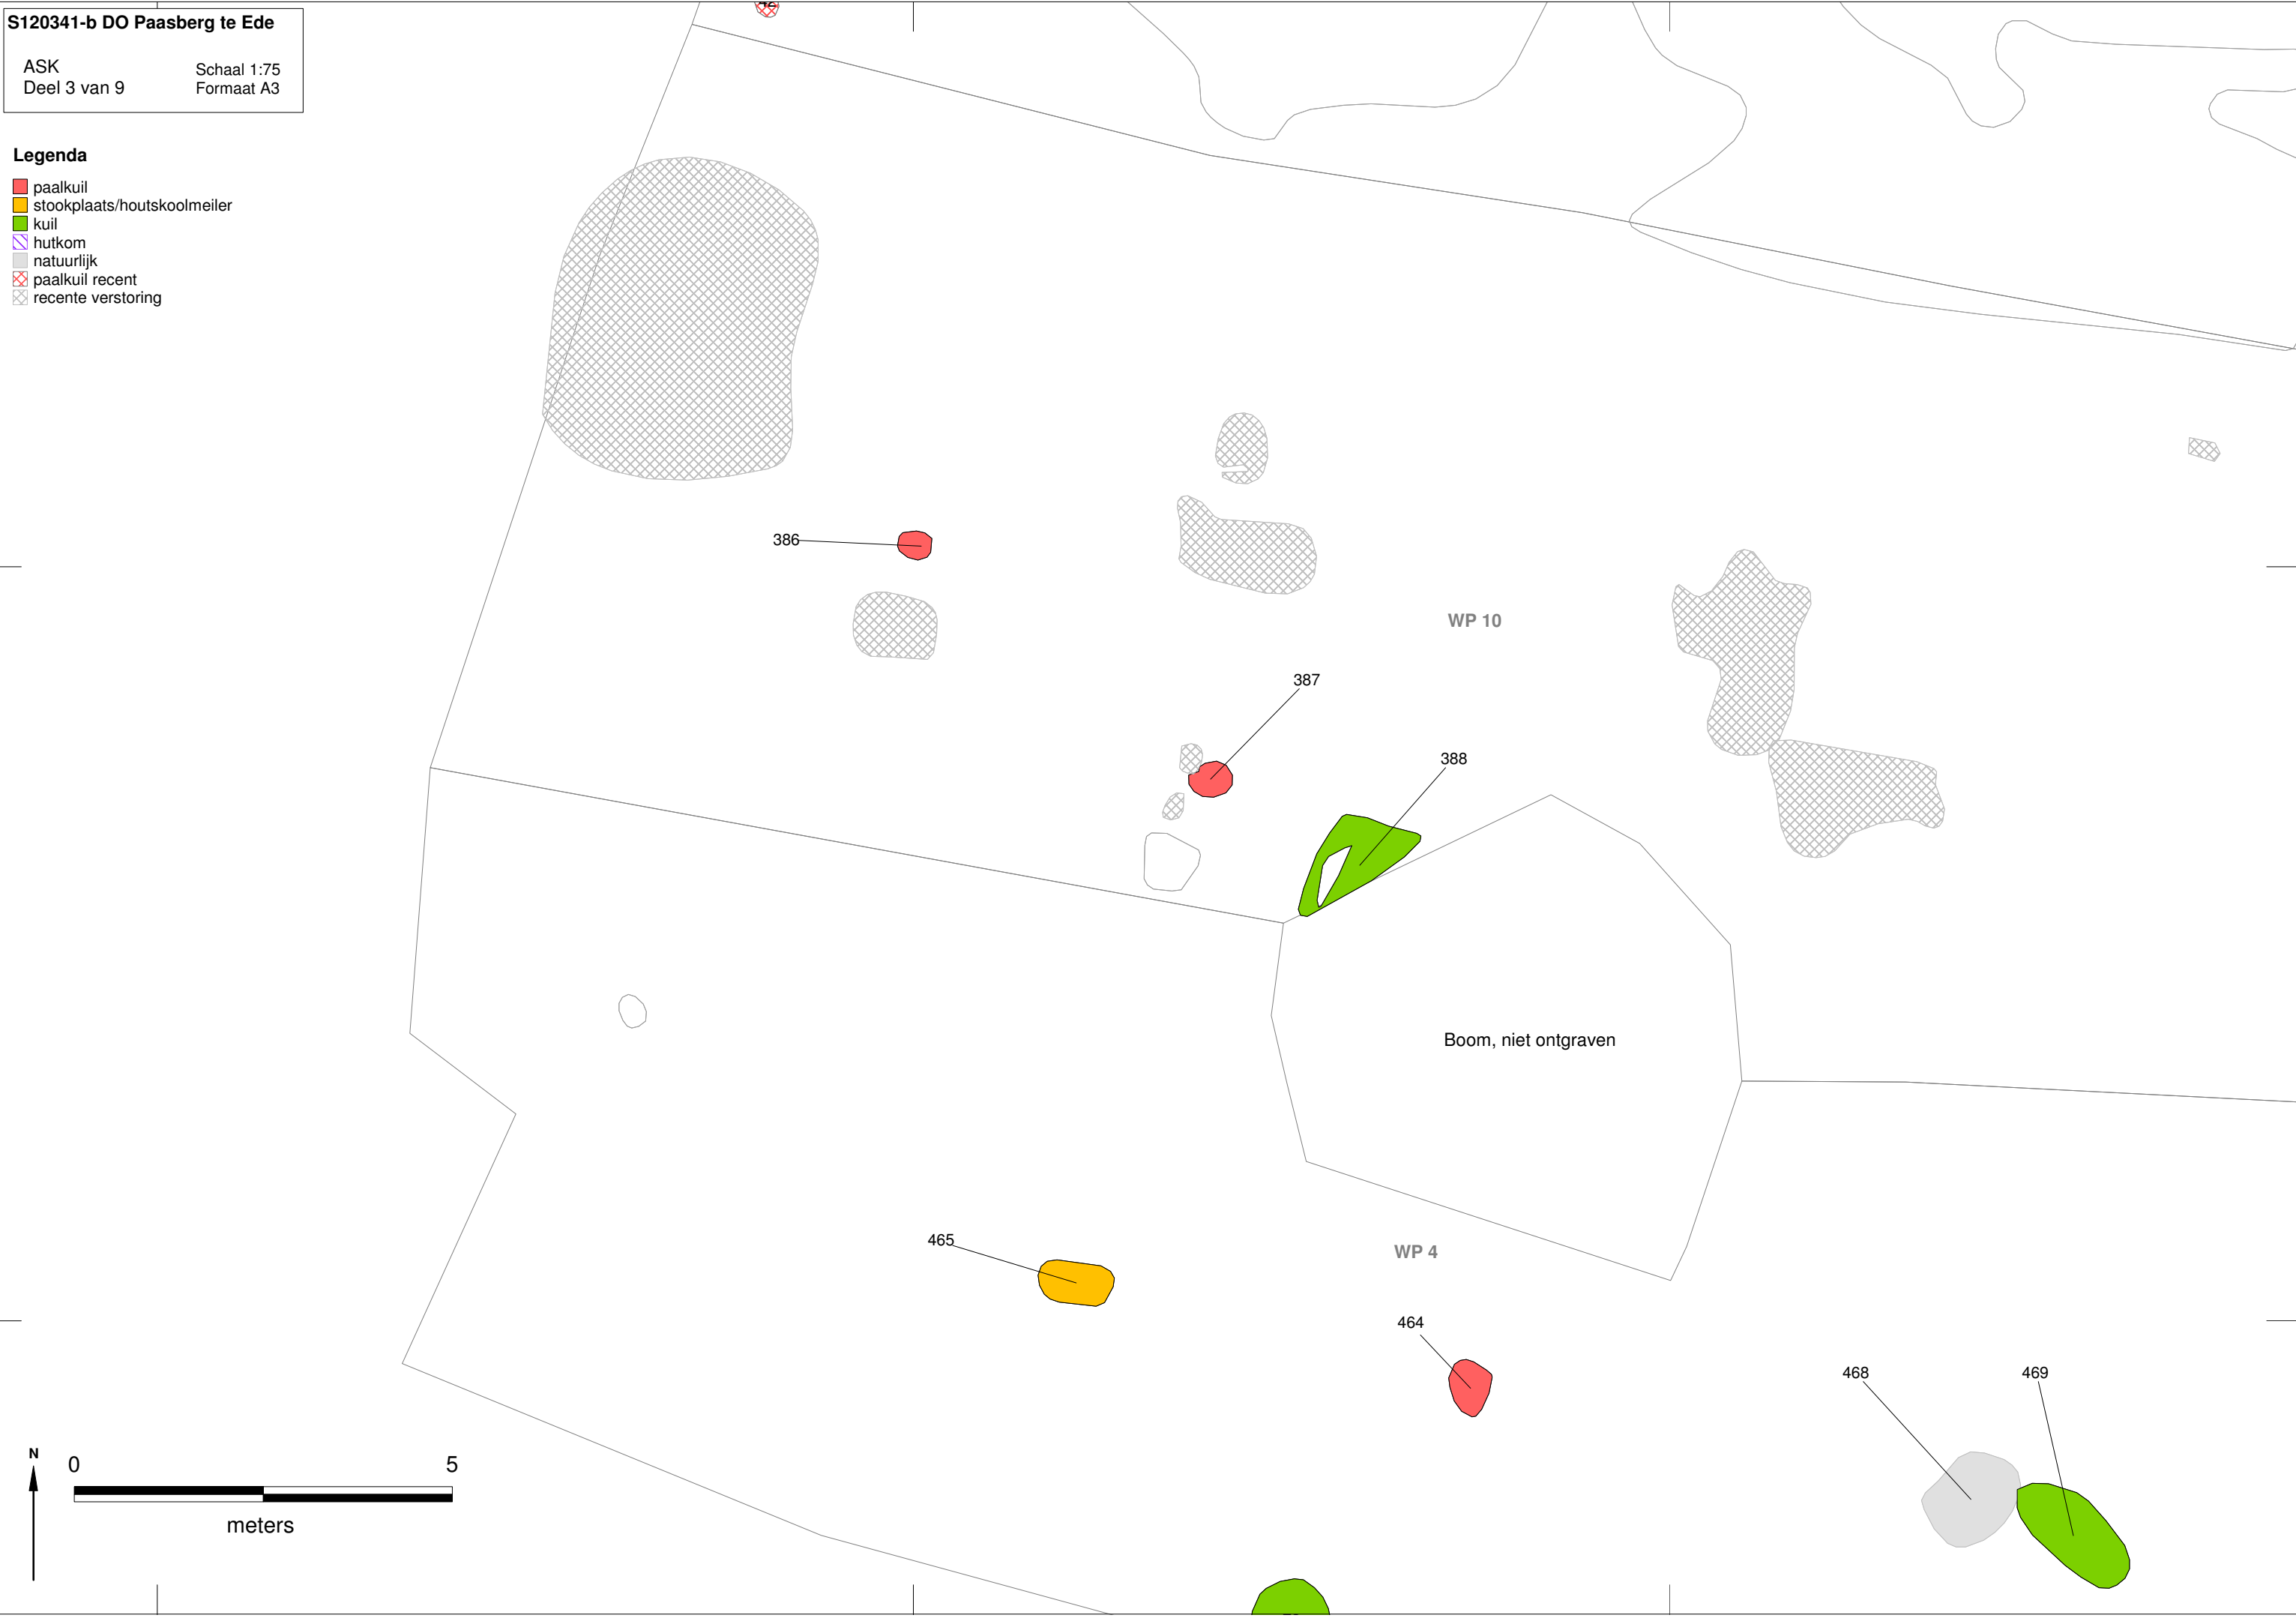 S120341-b DO Paasberg te Ede
ASK
Schaal 1:75
Deel 3 van 9
Formaat A3
Legenda
paalkuil
stookplaats/houtskoolmeiler
kuil
hutkom
natuurlijk
paalkuil recent
recente verstoring
386
WP 10
387
388
Boom, niet ontgraven
465
WP 4
464
468
469
N
0
5
meters